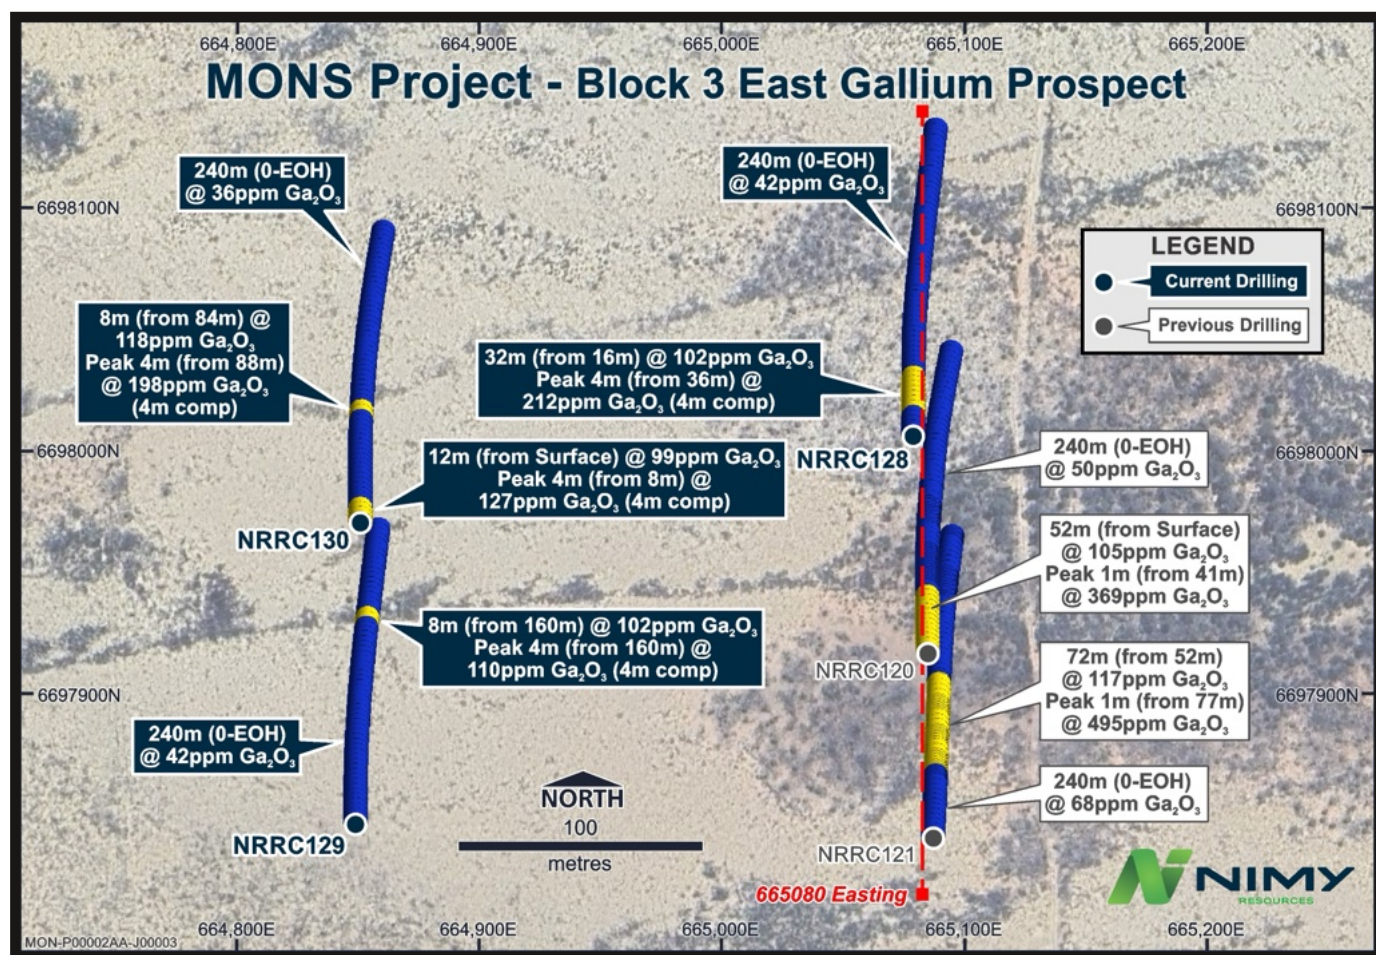 664,800E 664,900E 665,000E 665,100E 665,200E
MONS Project - Block 3 East Gallium Prospect
240m (0-EOH)
@ 36ppm Ga₂O₃
240m (0-EOH)
@ 42ppm Ga₂O₃
6698100N
6698100N
LEGEND
Current Drilling
Previous Drilling
8m (from 84m) @
118ppm Ga₂O₃
Peak 4m (from 88m)
@ 198ppm Ga₂O₃
(4m comp)
32m (from 16m) @ 102ppm Ga₂O₃
Peak 4m (from 36m) @
212ppm Ga₂O₃ (4m comp)
6698000N
6698000N
12m (from Surface) @ 99ppm Ga₂O₃
Peak 4m (from 8m) @
127ppm Ga₂O₃ (4m comp)
NRRC128
240m (0-EOH)
@ 50ppm Ga₂O₃
NRRC130
52m (from Surface)
@ 105ppm Ga₂O₃
Peak 1m (from 41m)
@ 369ppm Ga₂O₃
8m (from 160m) @ 102ppm Ga₂O₃
Peak 4m (from 160m) @
110ppm Ga₂O₃ (4m comp)
NRRC120
72m (from 52m)
@ 117ppm Ga₂O₃
Peak 1m (from 77m)
@ 495ppm Ga₂O₃
6697900N
6697900N
240m (0-EOH)
@ 42ppm Ga₂O₃
240m (0-EOH)
@ 68ppm Ga₂O₃
NORTH
100
metres
NRRC129
NRRC121
665080 Easting
NIMY
RESOURCES
664,800E 664,900E 665,000E 665,100E 665,200E
MON-P00002AA-J00003